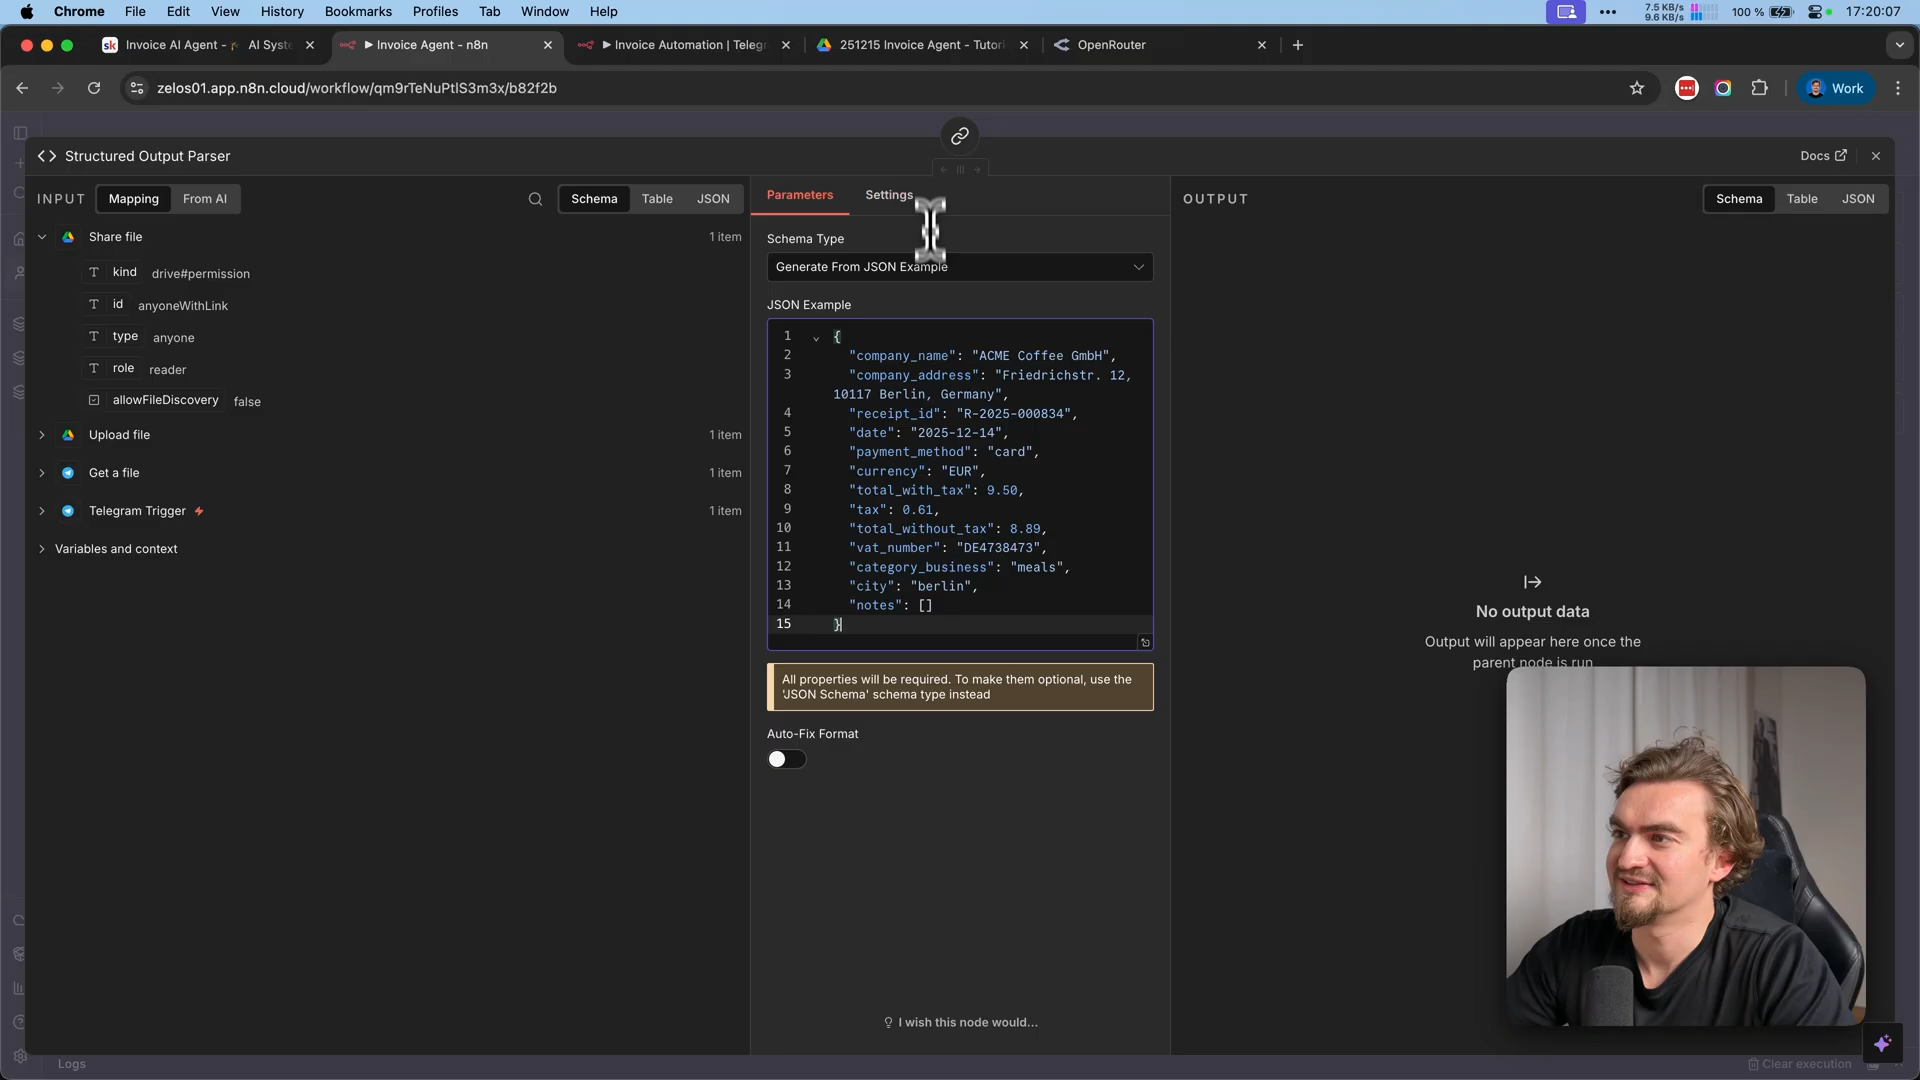 Chrome File Edit View History Bookmarks Profiles Tab Window Help
7.5 KB/s
9.6 KB/s
100 %
17:20:07
Invoice AI Agent -
AI Syst
Invoice Agent - n8n
Invoice Automation | Telegr
251215 Invoice Agent - Tutori
OpenRouter
zelos01.app.n8n.cloud/workflow/qm9rTeNuPtlS3m3x/b82f2b
Work
Structured Output Parser
Docs
INPUT
Mapping
From AI
Schema
Table
JSON
Share file
1 item
T kind drive#permission
T id anyoneWithLink
T type anyone
T role reader
allowFileDiscovery false
Upload file
1 item
Get a file
1 item
Telegram Trigger
1 item
Variables and context
Parameters
Settings
Schema Type
Generate From JSON Example
JSON Example
1 {
2 "company_name": "ACME Coffee GmbH",
3 "company_address": "Friedrichstr. 12,
10117 Berlin, Germany",
4 "receipt_id": "R-2025-000834",
5 "date": "2025-12-14",
6 "payment_method": "card",
7 "currency": "EUR",
8 "total_with_tax": 9.50,
9 "tax": 0.61,
10 "total_without_tax": 8.89,
11 "vat_number": "DE4738473",
12 "category_business": "meals",
13 "city": "berlin",
14 "notes": []
15 }
All properties will be required. To make them optional, use the
'JSON Schema' schema type instead
Auto-Fix Format
I wish this node would...
OUTPUT
Schema
Table
JSON
No output data
Output will appear here once the
parent node is run
Logs
Clear execution